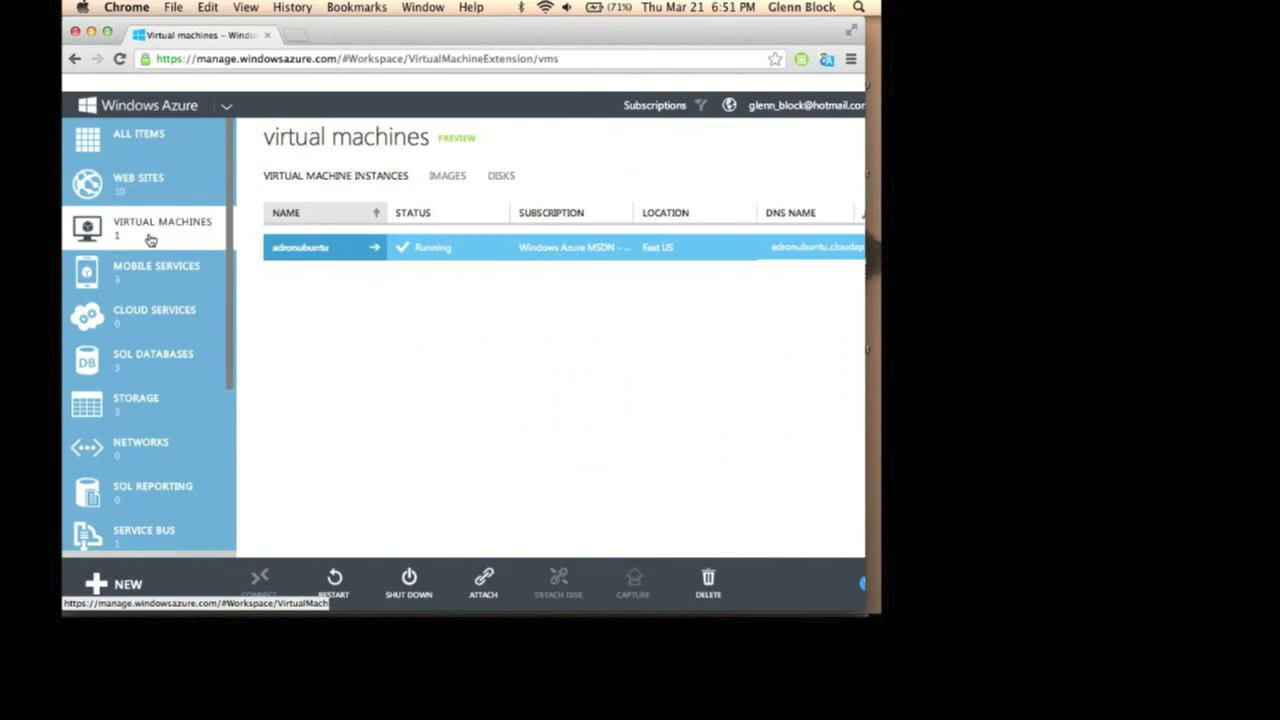 Chrome File Edit View History Bookmarks Window Help (71%) Thu Mar 21 6:51 PM Glenn Block
Virtual machines – Windo
https://manage.windowsazure.com/#Workspace/VirtualMachineExtension/vms
Windows Azure Subscriptions glenn_block@hotmail.com
ALL ITEMS
WEB SITES
10
VIRTUAL MACHINES
1
MOBILE SERVICES
3
CLOUD SERVICES
0
SQL DATABASES
3
STORAGE
3
NETWORKS
0
SQL REPORTING
0
SERVICE BUS
1
virtual machines PREVIEW
VIRTUAL MACHINE INSTANCES IMAGES DISKS
NAME STATUS SUBSCRIPTION LOCATION DNS NAME
adronubuntu Running Windows Azure MSDN - ... East US adronubuntu.cloudap
NEW
CONNECT RESTART SHUT DOWN ATTACH DETACH DISK CAPTURE DELETE
https://manage.windowsazure.com/#Workspace/VirtualMach